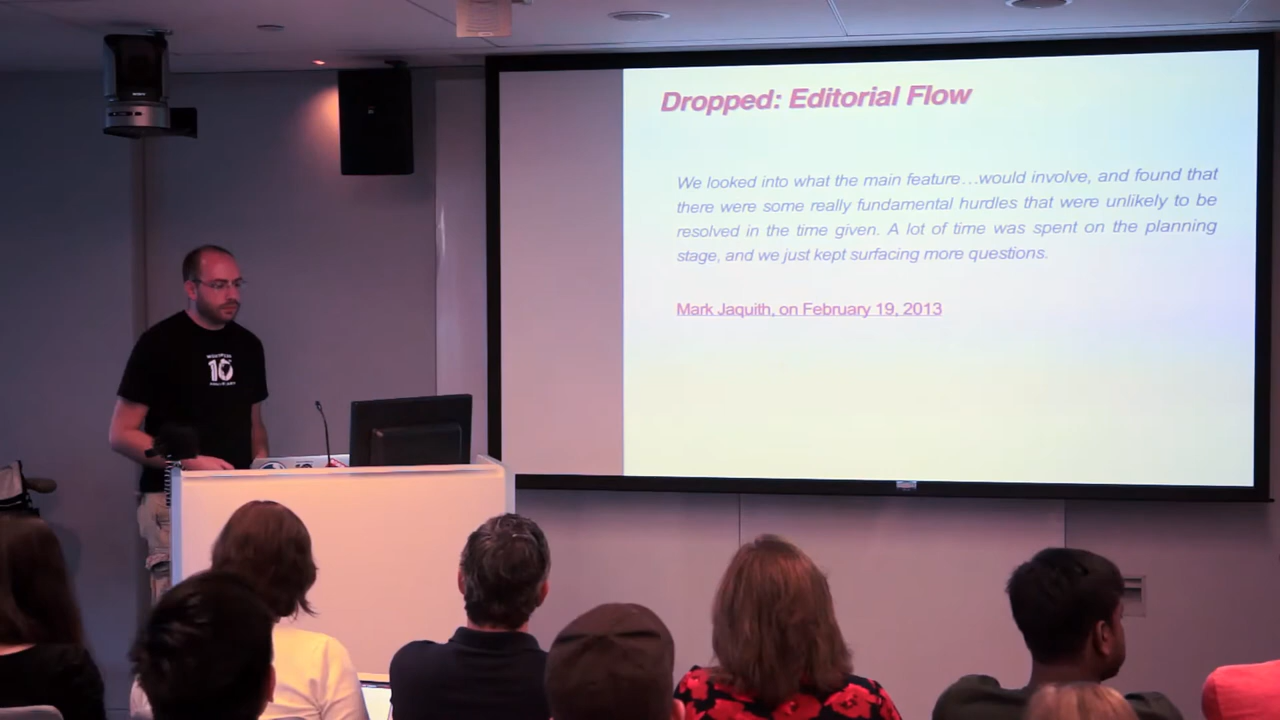 Dropped: Editorial Flow
We looked into what the main feature…would involve, and found that
there were some really fundamental hurdles that were unlikely to be
resolved in the time given. A lot of time was spent on the planning
stage, and we just kept surfacing more questions.
Mark Jaquith, on February 19, 2013
10